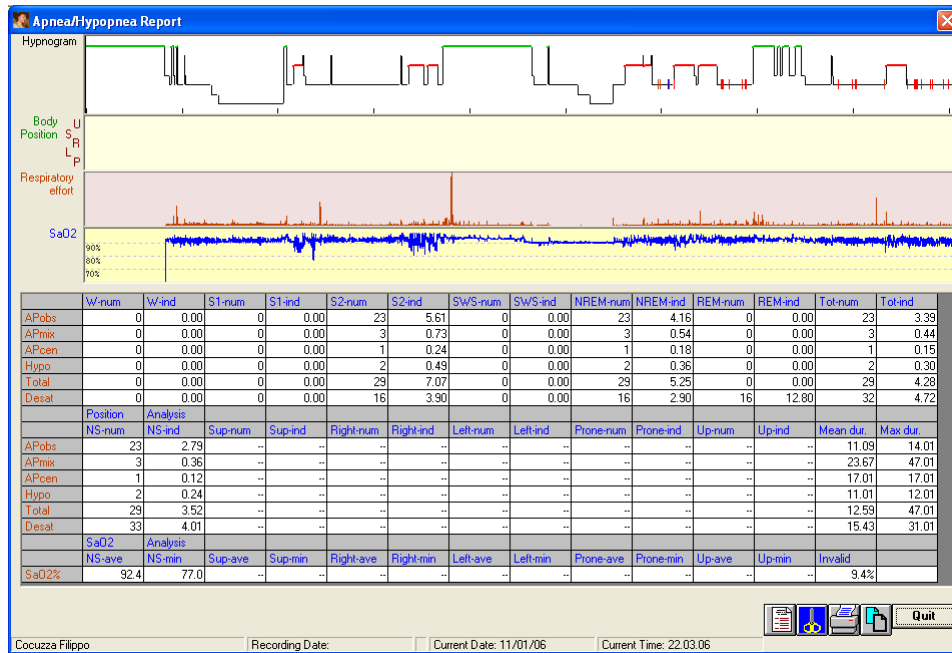 Apnea/Hypopnea Report
Hypnogram
Body Position U S R L P
Respiratory effort
SaO2
90%
80%
70%
W-num W-ind S1-num S1-ind S2-num S2-ind SWS-num SWS-ind NREM-num NREM-ind REM-num REM-ind Tot-num Tot-ind
APobs 0 0.00 0 0.00 23 5.61 0 0.00 23 4.16 0 0.00 23 3.39
APmix 0 0.00 0 0.00 3 0.73 0 0.00 3 0.54 0 0.00 3 0.44
APcen 0 0.00 0 0.00 1 0.24 0 0.00 1 0.18 0 0.00 1 0.15
Hypo 0 0.00 0 0.00 2 0.49 0 0.00 2 0.36 0 0.00 2 0.30
Total 0 0.00 0 0.00 29 7.07 0 0.00 29 5.25 0 0.00 29 4.28
Desat 0 0.00 0 0.00 16 3.90 0 0.00 16 2.90 16 12.80 32 4.72
Position Analysis
NS-num NS-ind Sup-num Sup-ind Right-num Right-ind Left-num Left-ind Prone-num Prone-ind Up-num Up-ind Mean dur. Max dur.
APobs 23 2.79 -- -- -- -- -- -- -- -- -- -- 11.09 14.01
APmix 3 0.36 -- -- -- -- -- -- -- -- -- -- 23.67 47.01
APcen 1 0.12 -- -- -- -- -- -- -- -- -- -- 17.01 17.01
Hypo 2 0.24 -- -- -- -- -- -- -- -- -- -- 11.01 12.01
Total 29 3.52 -- -- -- -- -- -- -- -- -- -- 12.59 47.01
Desat 33 4.01 -- -- -- -- -- -- -- -- -- -- 15.43 31.01
SaO2 Analysis
NS-ave NS-min Sup-ave Sup-min Right-ave Right-min Left-ave Left-min Prone-ave Prone-min Up-ave Up-min Invalid
SaO2% 92.4 77.0 -- -- -- -- -- -- -- -- -- -- 9.4%
Quit
Cocuzza Filippo Recording Date: Current Date: 11/01/06 Current Time: 22.03.06